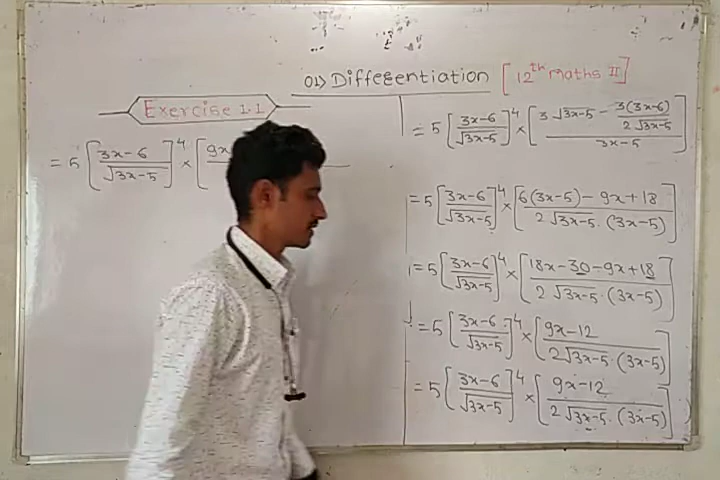 01) Differentiation [12th maths II]
Exercise 1.1
= 5 [3x-6/√3x-5]^4 × [9x
= 5 [3x-6/√3x-5]^4 × [3√3x-5 - 3(3x-6)/2√3x-5 / 3x-5]
= 5 [3x-6/√3x-5]^4 × [6(3x-5) - 9x+18 / 2√3x-5 · (3x-5)]
= 5 [3x-6/√3x-5]^4 × [18x-30-9x+18 / 2√3x-5 · (3x-5)]
= 5 [3x-6/√3x-5]^4 × [9x-12 / 2√3x-5 · (3x-5)]
= 5 [3x-6/√3x-5]^4 × [9x-12 / 2√3x-5 · (3x-5)]